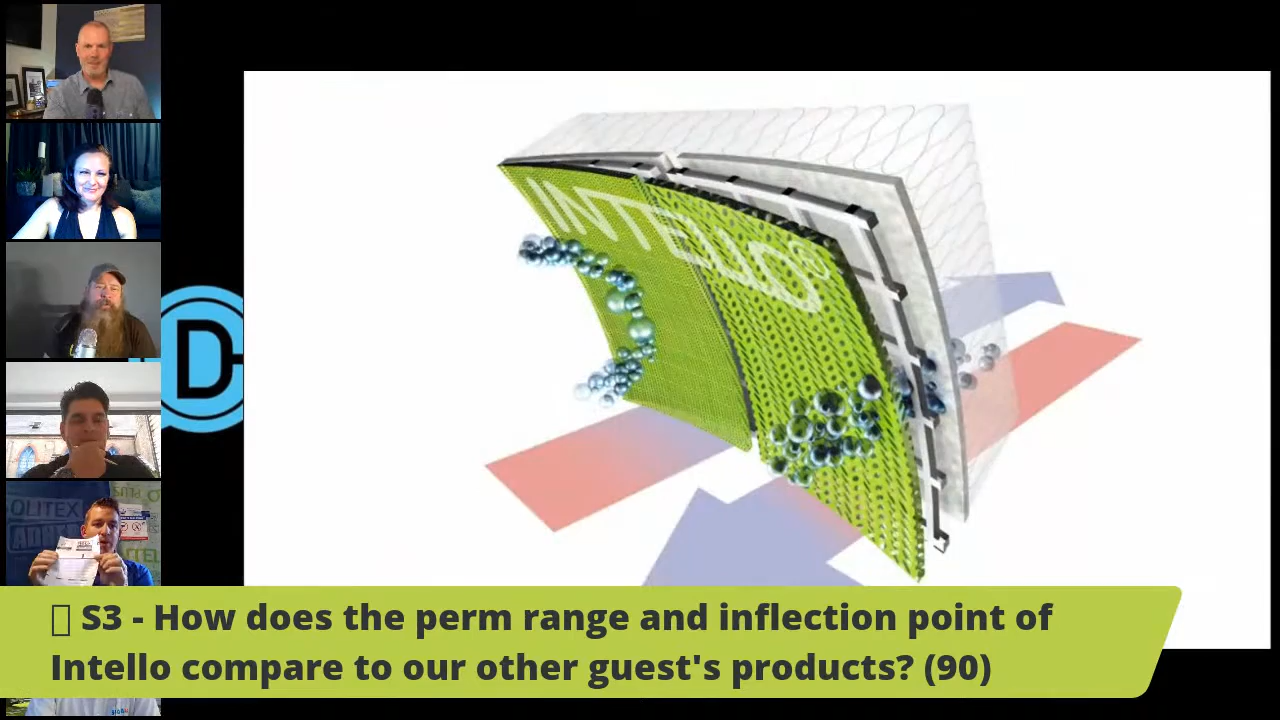 INTELLO®
D
SOLITEX
▯ S3 - How does the perm range and inflection point of
Intello compare to our other guest's products? (90)